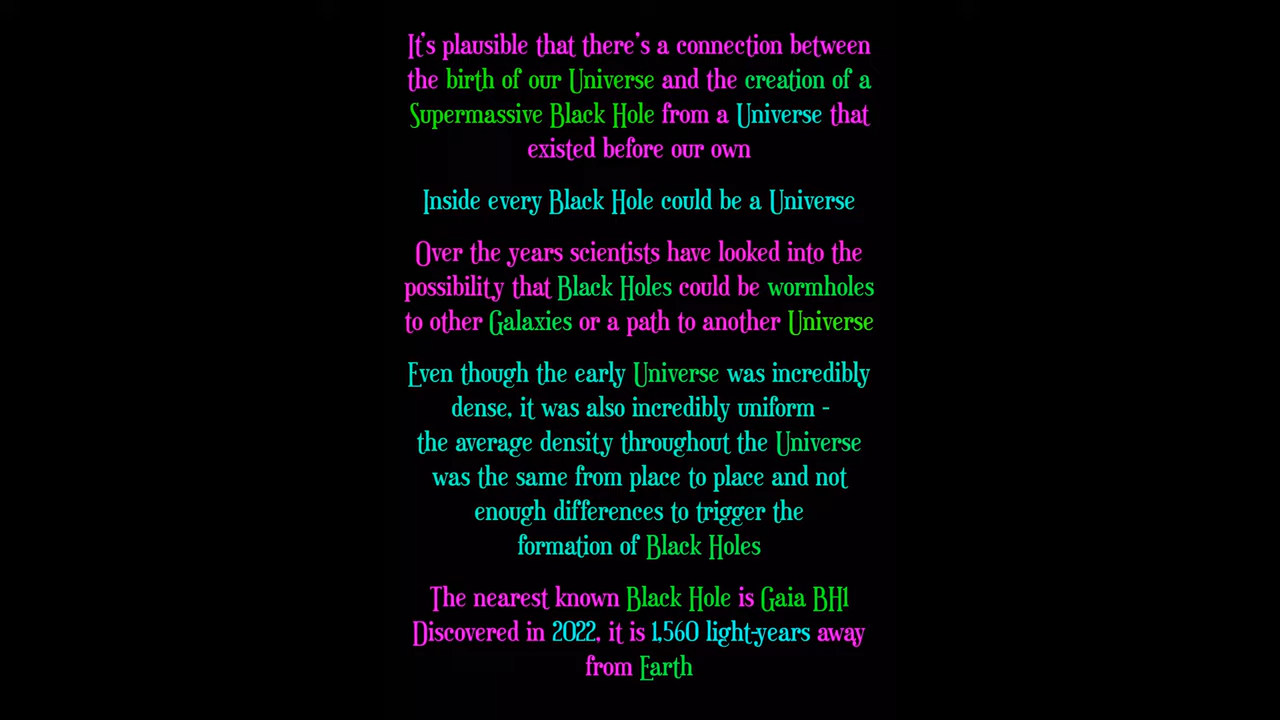 It's plausible that there's a connection between
the birth of our Universe and the creation of a
Supermassive Black Hole from a Universe that
existed before our own
Inside every Black Hole could be a Universe
Over the years scientists have looked into the
possibility that Black Holes could be wormholes
to other Galaxies or a path to another Universe
Even though the early Universe was incredibly
dense, it was also incredibly uniform -
the average density throughout the Universe
was the same from place to place and not
enough differences to trigger the
formation of Black Holes
The nearest known Black Hole is Gaia BH1
Discovered in 2022, it is 1,560 light-years away
from Earth